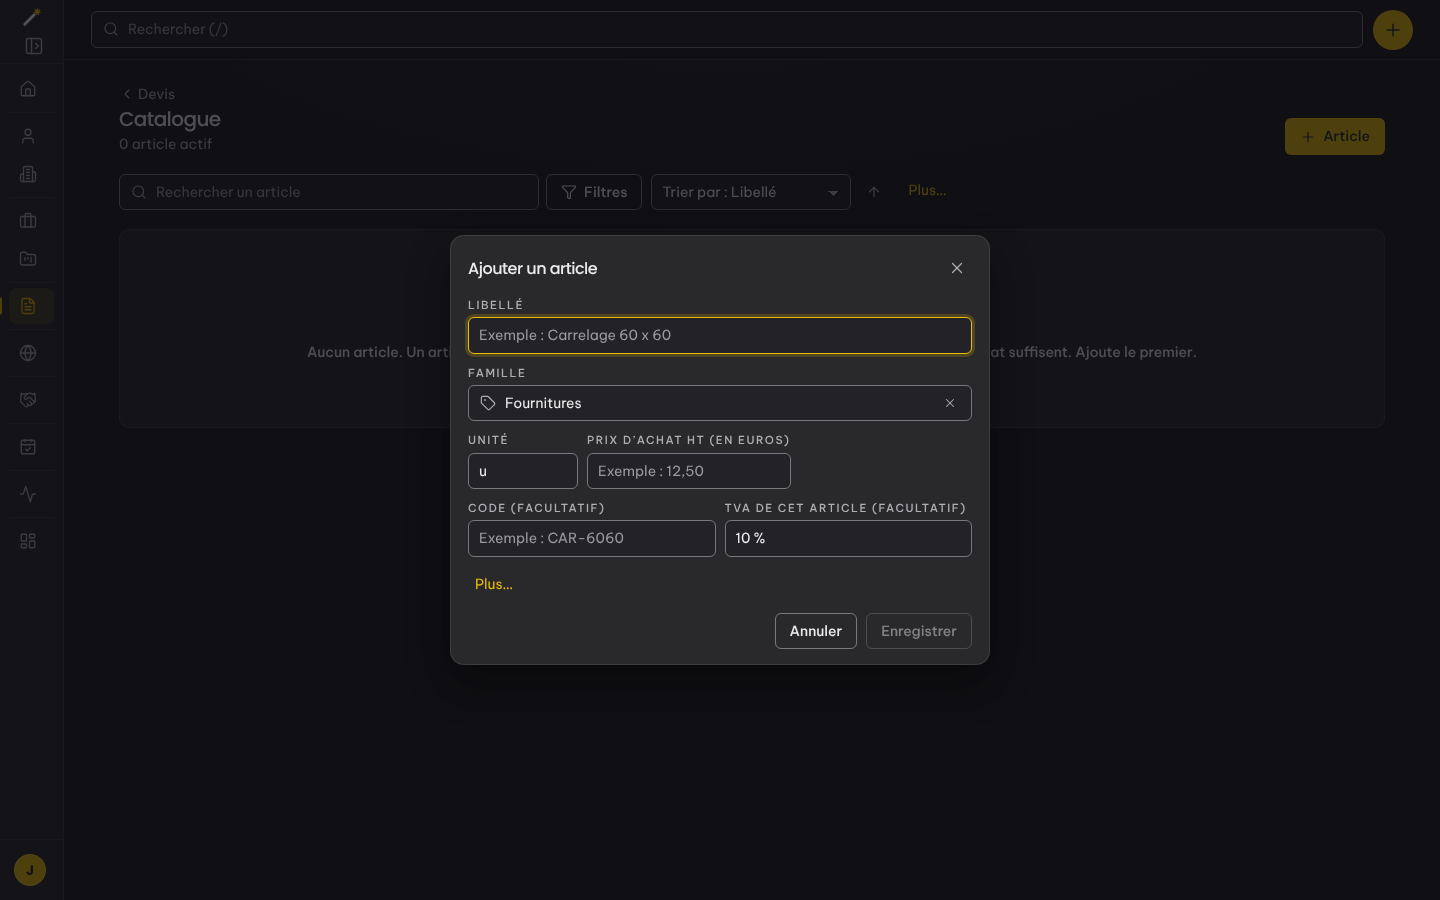 Rechercher (/)
Devis
Catalogue
0 article actif
Article
Rechercher un article
Filtres
Trier par : Libellé
Plus...
Ajouter un article
LIBELLÉ
Exemple : Carrelage 60 x 60
Aucun article. Un
at suffisent. Ajoute le premier.
FAMILLE
Fournitures
UNITÉ
PRIX D'ACHAT HT (EN EUROS)
u
Exemple : 12,50
CODE (FACULTATIF)
TVA DE CET ARTICLE (FACULTATIF)
Exemple : CAR-6060
10 %
Plus...
Annuler
Enregistrer
J